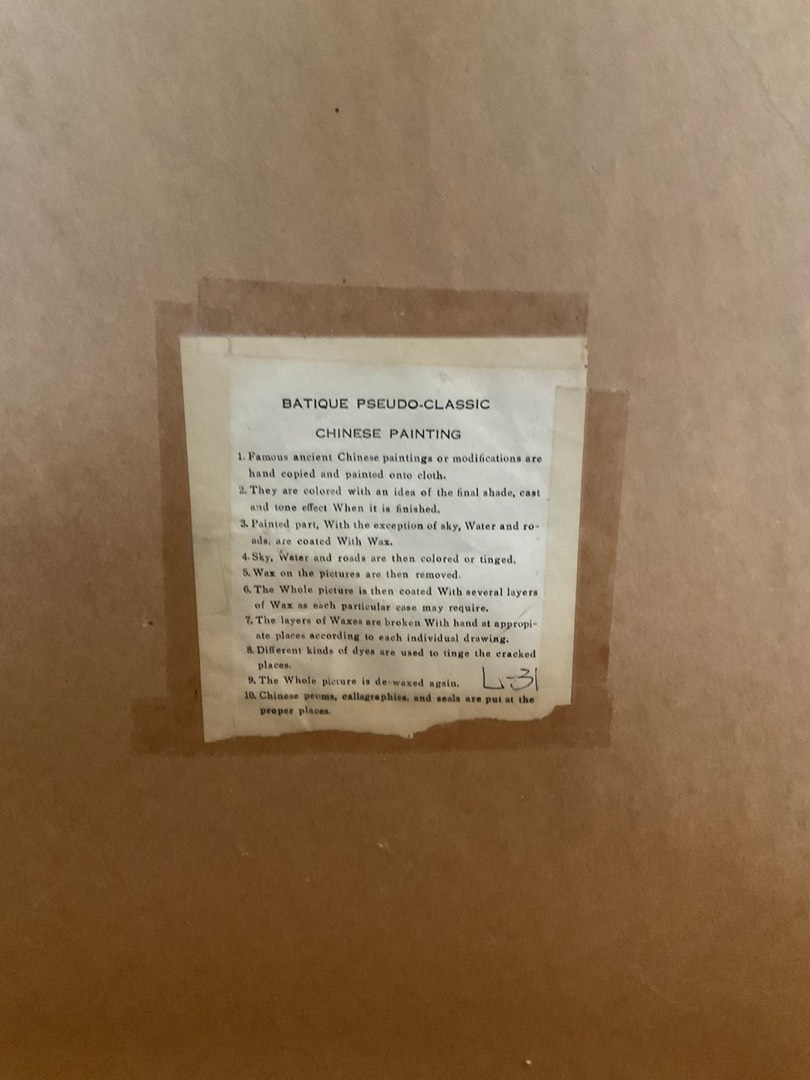 BATIQUE PSEUDO-CLASSIC
CHINESE PAINTING
1. Famous ancient Chinese paintings or modifications are
hand copied and painted onto cloth.
2. They are colored with an idea of the final shade, cast
and tone effect When it is finished.
3. Painted part, With the exception of sky, Water and ro-
ads, are coated With Wax.
4. Sky, Water and roads are then colored or tinged.
5. Wax on the pictures are then removed.
6. The Whole picture is then coated With several layers
of Wax as each particular case may require.
7. The layers of Waxes are broken With hand at appropi-
ate places according to each individual drawing.
8. Different kinds of dyes are used to tinge the cracked
places.
9. The Whole picture is de-waxed again. L-31
10. Chinese peoms, callagraphies, and seals are put at the
proper places.